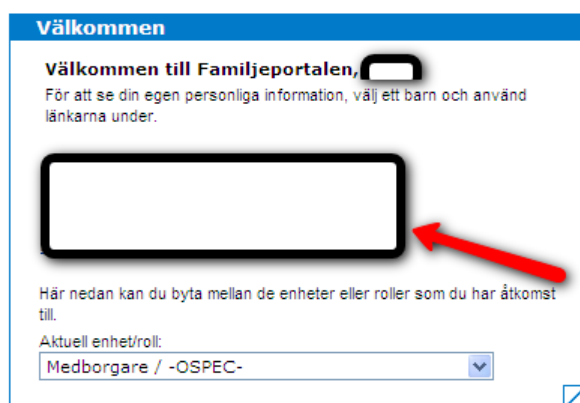 Välkommen
Välkommen till Familjeportalen,
För att se din egen personliga information, välj ett barn och använd
länkarna under.
Här nedan kan du byta mellan de enheter eller roller som du har åtkomst
till.
Aktuell enhet/roll:
Medborgare / -OSPEC-